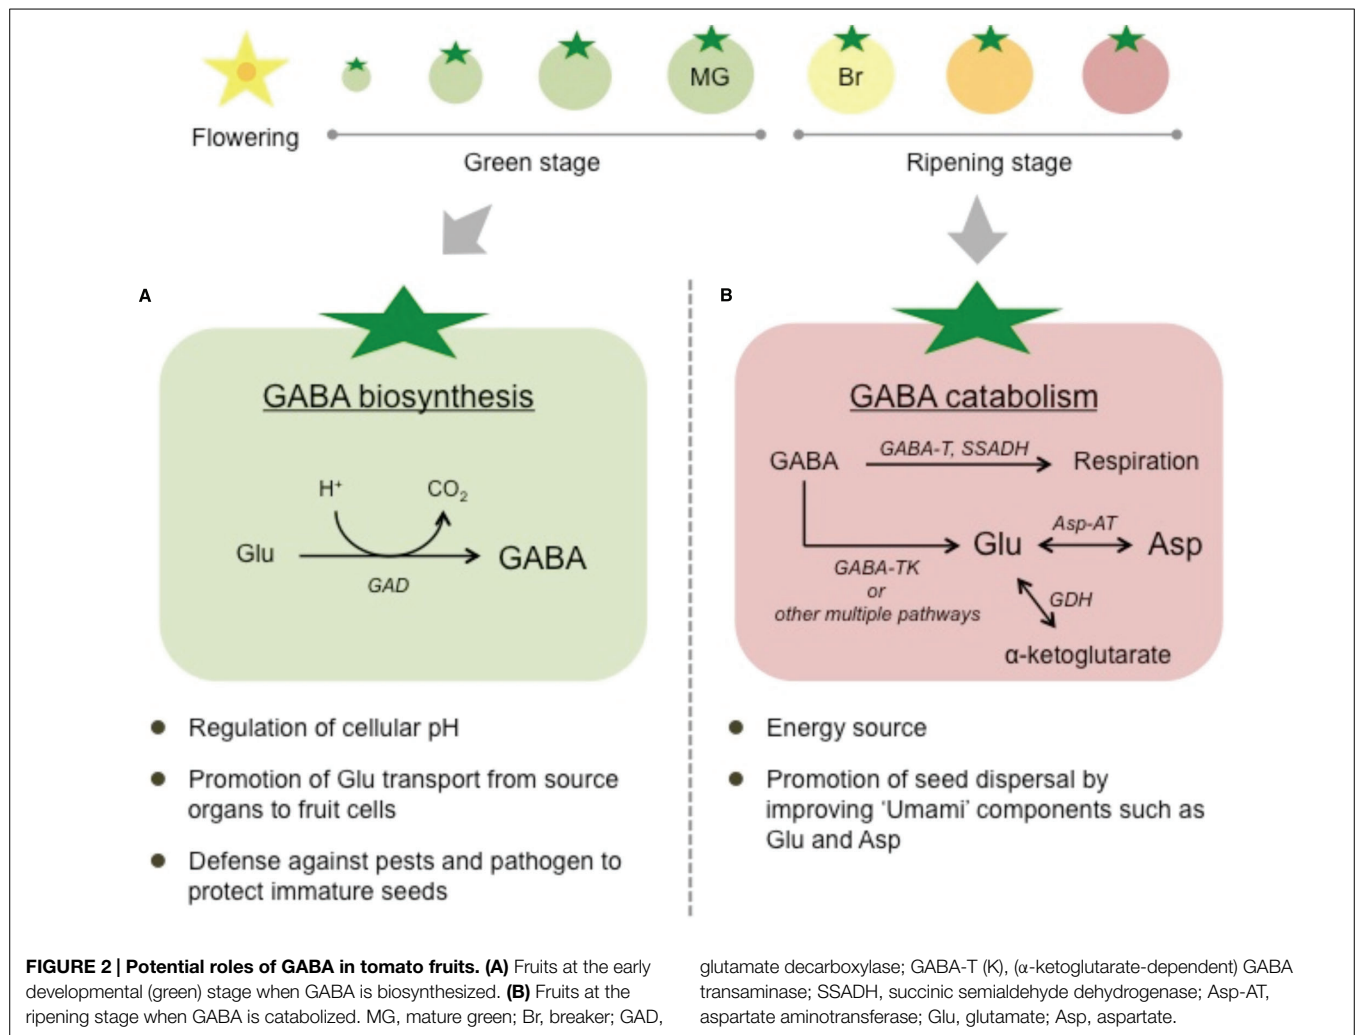 MG
Br
Flowering
Green stage
Ripening stage
A
GABA biosynthesis
H⁺
CO₂
Glu
GABA
GAD
Regulation of cellular pH
Promotion of Glu transport from source
organs to fruit cells
Defense against pests and pathogen to
protect immature seeds
B
GABA catabolism
GABA
GABA-T, SSADH
Respiration
Glu
Asp-AT
Asp
GABA-TK
or
other multiple pathways
GDH
α-ketoglutarate
Energy source
Promotion of seed dispersal by
improving ‘Umami’ components such as
Glu and Asp
FIGURE 2 | Potential roles of GABA in tomato fruits. (A) Fruits at the early
developmental (green) stage when GABA is biosynthesized. (B) Fruits at the
ripening stage when GABA is catabolized. MG, mature green; Br, breaker; GAD,
glutamate decarboxylase; GABA-T (K), (α-ketoglutarate-dependent) GABA
transaminase; SSADH, succinic semialdehyde dehydrogenase; Asp-AT,
aspartate aminotransferase; Glu, glutamate; Asp, aspartate.